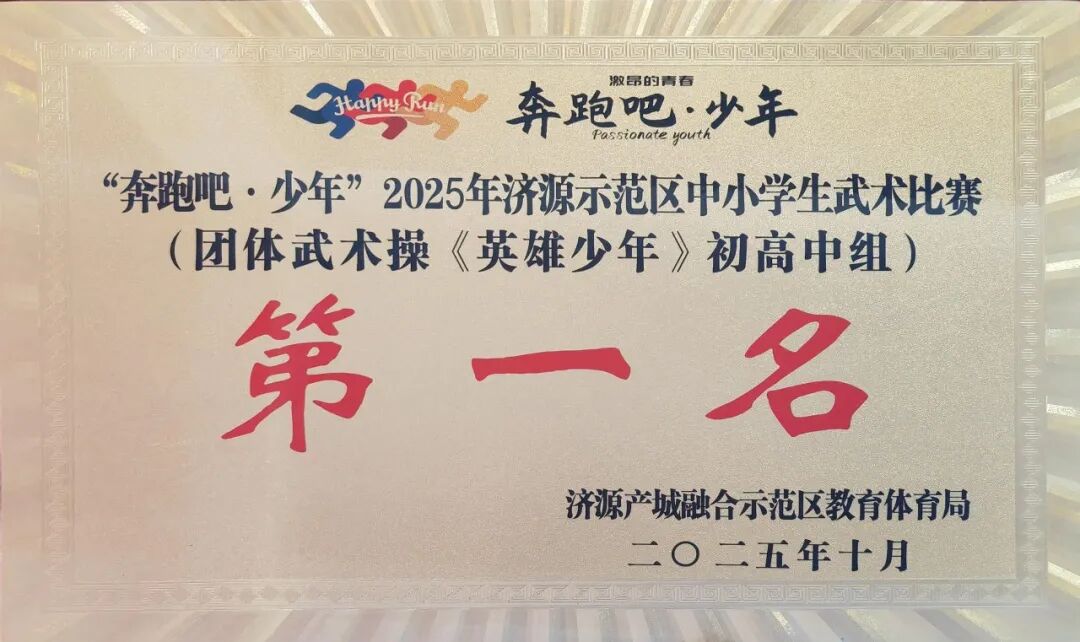 激昂的青春
Happy Run
奔跑吧·少年
Passionate youth
“奔跑吧·少年”2025年济源示范区中小学生武术比赛
（团体武术操《英雄少年》初高中组）
第一名
济源产城融合示范区教育体育局
二〇二五年十月